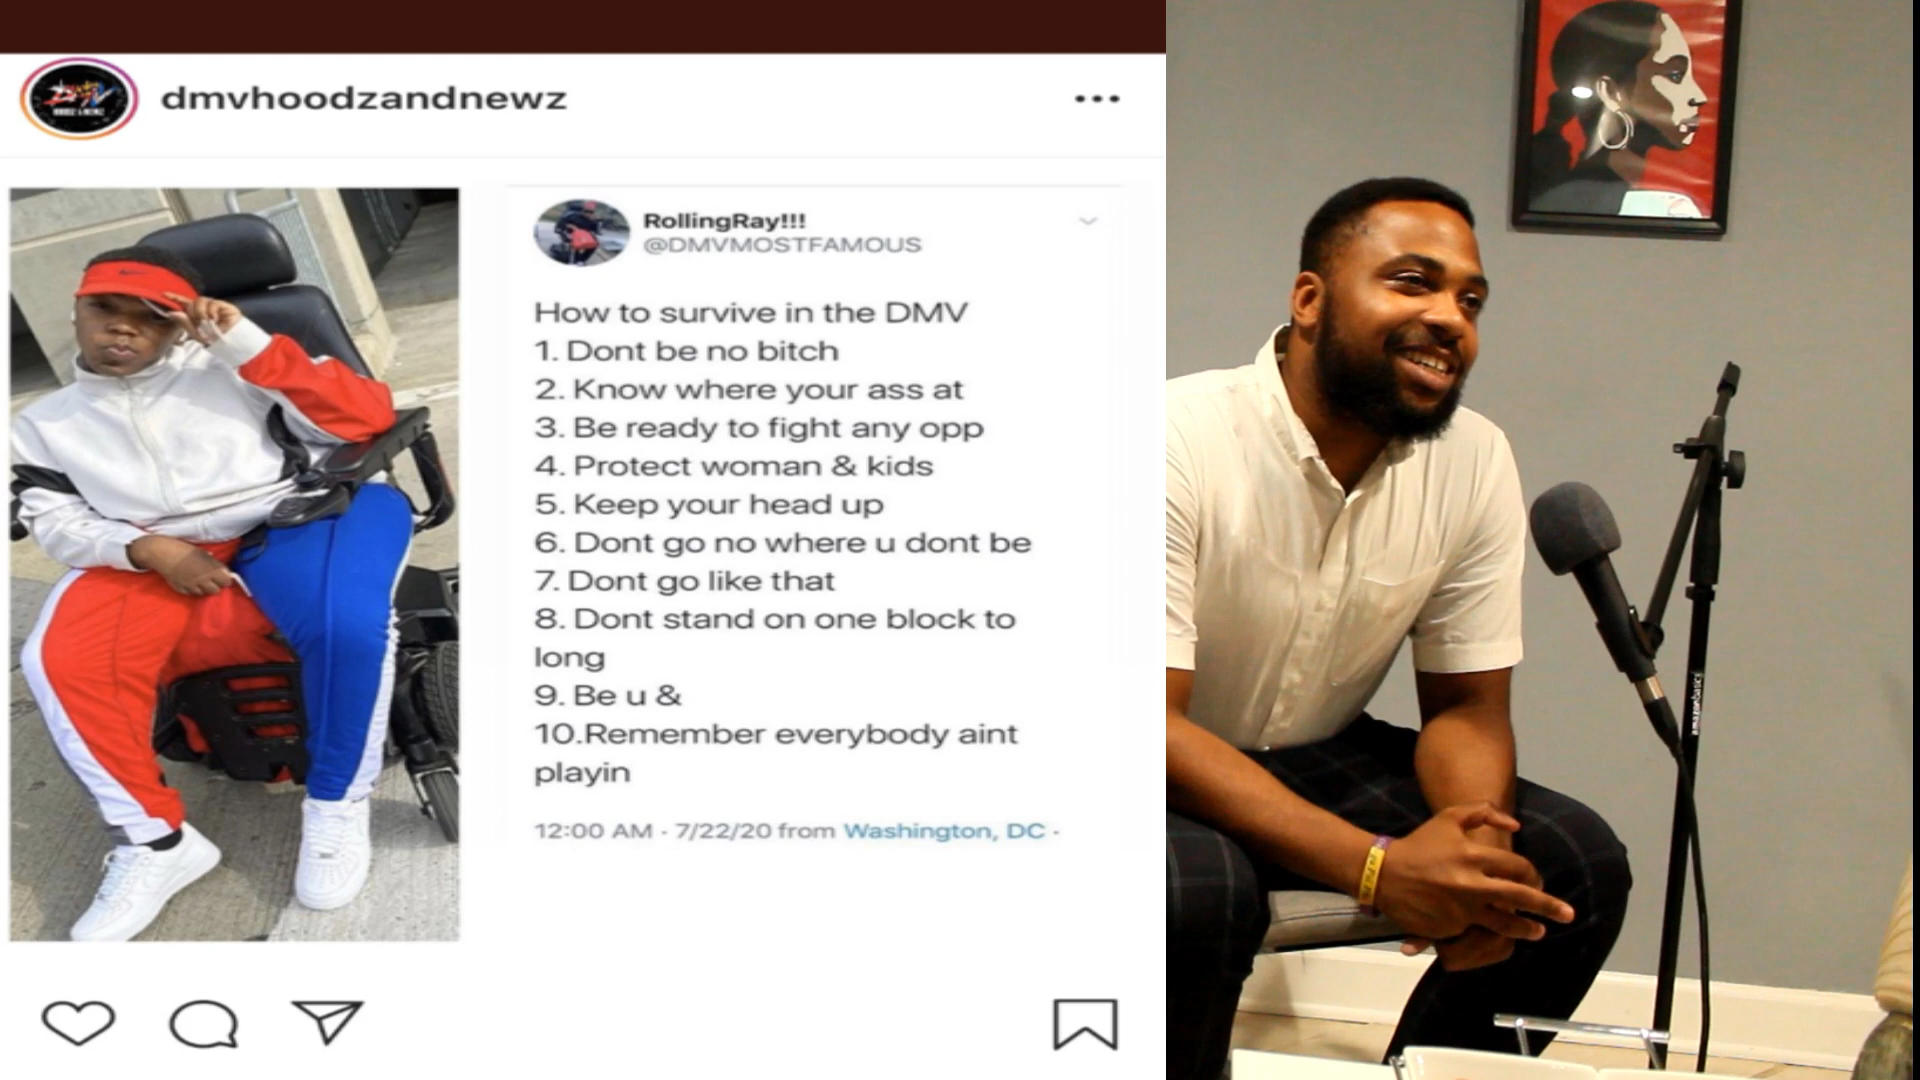 dmvhoodzandnewz
RollingRay!!!
@DMVMOSTFAMOUS
How to survive in the DMV
1. Dont be no bitch
2. Know where your ass at
3. Be ready to fight any opp
4. Protect woman & kids
5. Keep your head up
6. Dont go no where u dont be
7. Dont go like that
8. Dont stand on one block to
long
9. Be u &
10.Remember everybody aint
playin
12:00 AM · 7/22/20 from Washington, DC ·
amazonbasics